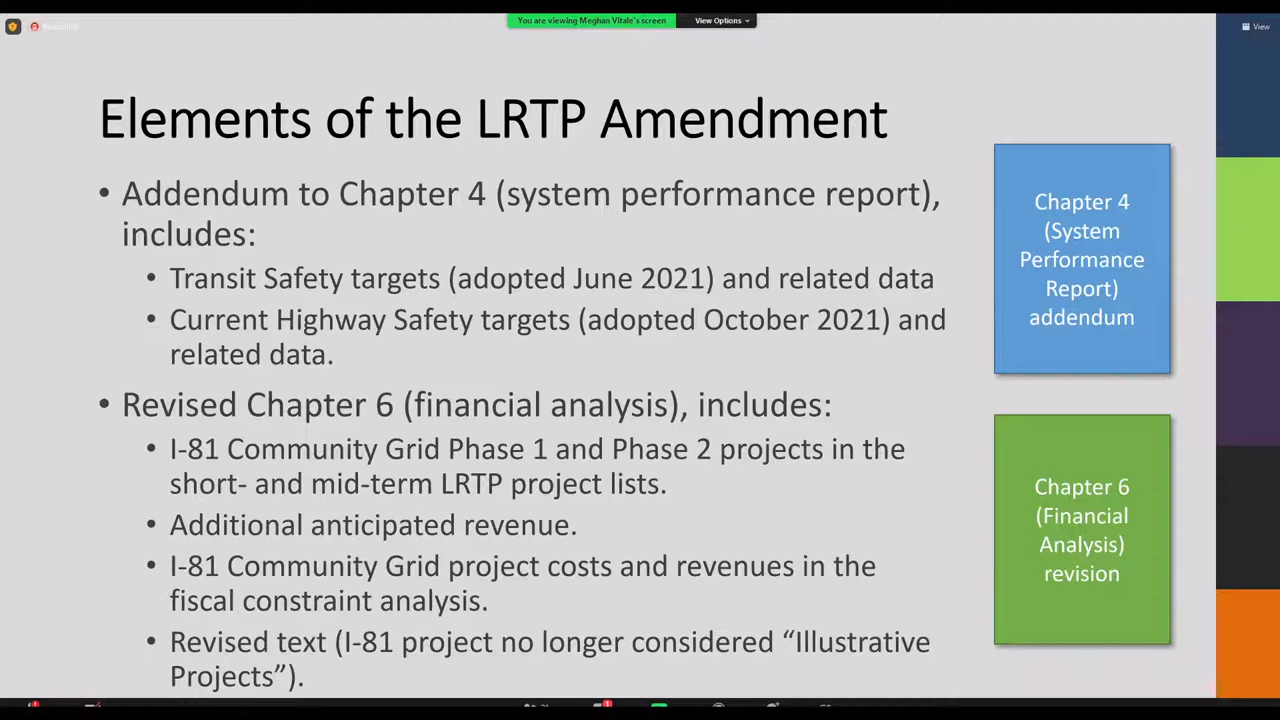 You are viewing Meghan Vitale's screen
View Options
View
Elements of the LRTP Amendment
• Addendum to Chapter 4 (system performance report),
includes:
• Transit Safety targets (adopted June 2021) and related data
• Current Highway Safety targets (adopted October 2021) and
related data.
• Revised Chapter 6 (financial analysis), includes:
• I-81 Community Grid Phase 1 and Phase 2 projects in the
short- and mid-term LRTP project lists.
• Additional anticipated revenue.
• I-81 Community Grid project costs and revenues in the
fiscal constraint analysis.
• Revised text (I-81 project no longer considered “Illustrative
Projects”).
Chapter 4
(System
Performance
Report)
addendum
Chapter 6
(Financial
Analysis)
revision